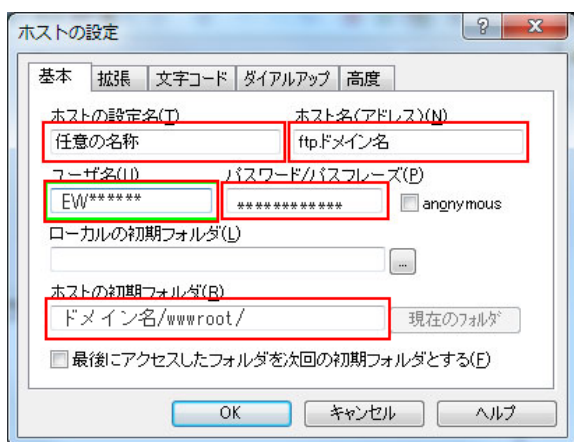 ホストの設定
基本 拡張 文字コード ダイアルアップ 高度
ホストの設定名(T) ホスト名(アドレス)(N)
任意の名称 ftp.ドメイン名
ユーザ名(U) パスワード/パスフレーズ(P)
EW****** ************ anonymous
ローカルの初期フォルダ(L)
...
ホストの初期フォルダ(R)
ドメイン名/wwwroot/ 現在のフォルダ
最後にアクセスしたフォルダを次回の初期フォルダとする(F)
OK キャンセル ヘルプ